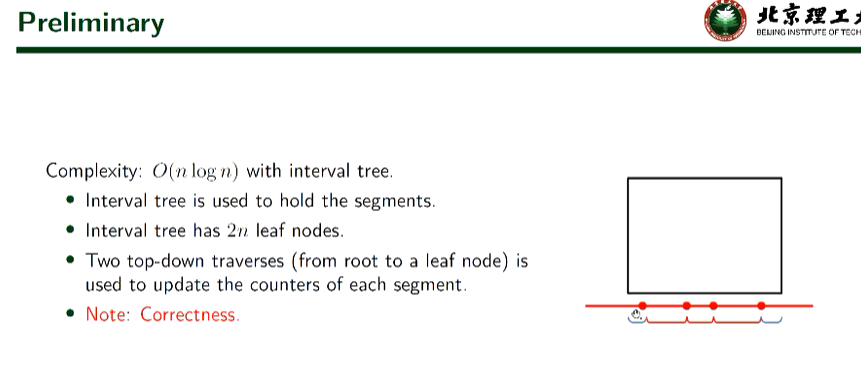 Preliminary
北京理工
BEIJING INSTITUTE OF TECH
Complexity: O(n log n) with interval tree.
• Interval tree is used to hold the segments.
• Interval tree has 2n leaf nodes.
• Two top-down traverses (from root to a leaf node) is
used to update the counters of each segment.
• Note: Correctness.